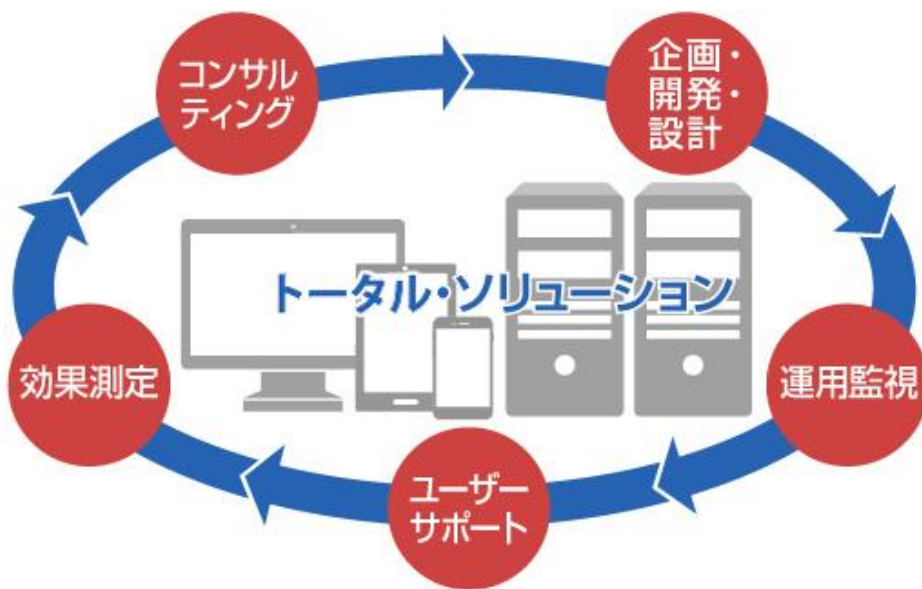 コンサル
ティング
企画・
開発・
設計
トータル・ソリューション
効果測定
運用監視
ユーザー
サポート